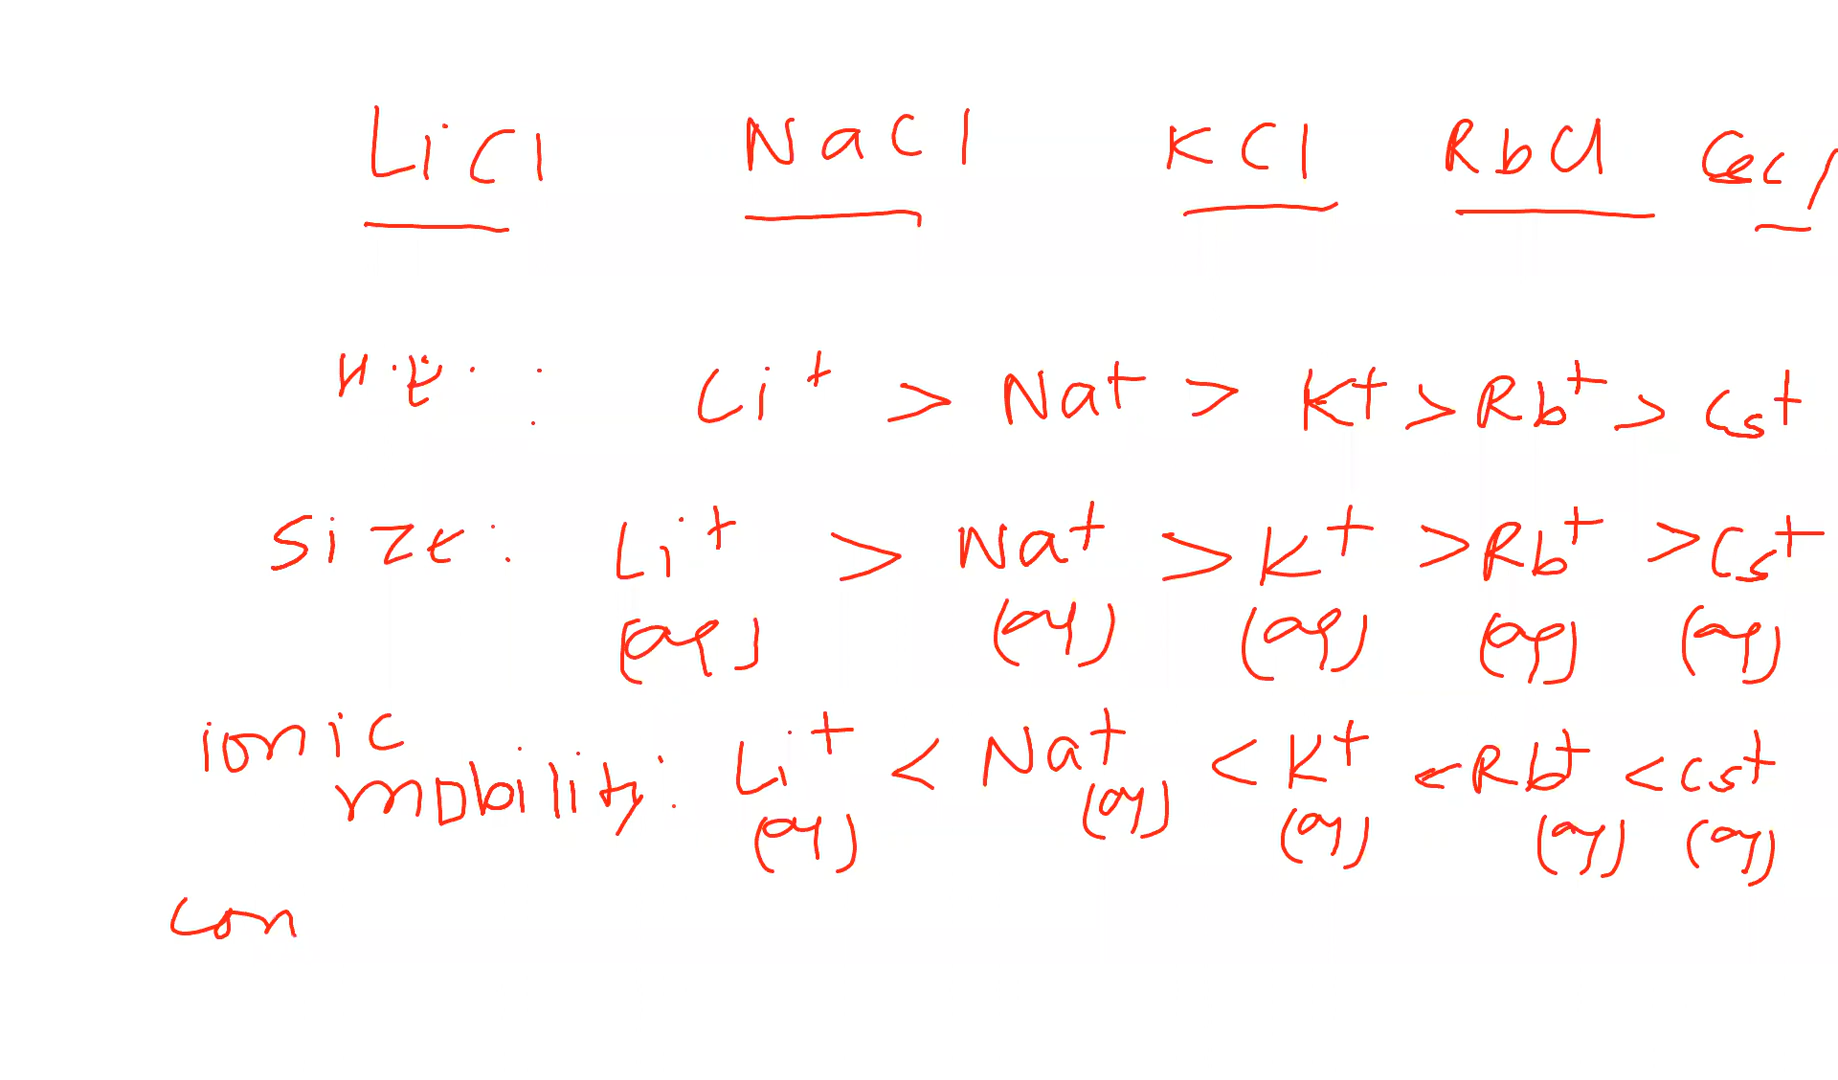 LiCl NaCl KCl RbCl CsCl
H.E. : Li+ > Na+ > K+ > Rb+ > Cs+
Size : Li+ > Na+ > K+ > Rb+ > Cs+
(aq) (aq) (aq) (aq) (aq)
ionic
mobility : Li+ < Na+ < K+ < Rb+ < Cs+
(aq) (aq) (aq) (aq) (aq)
con